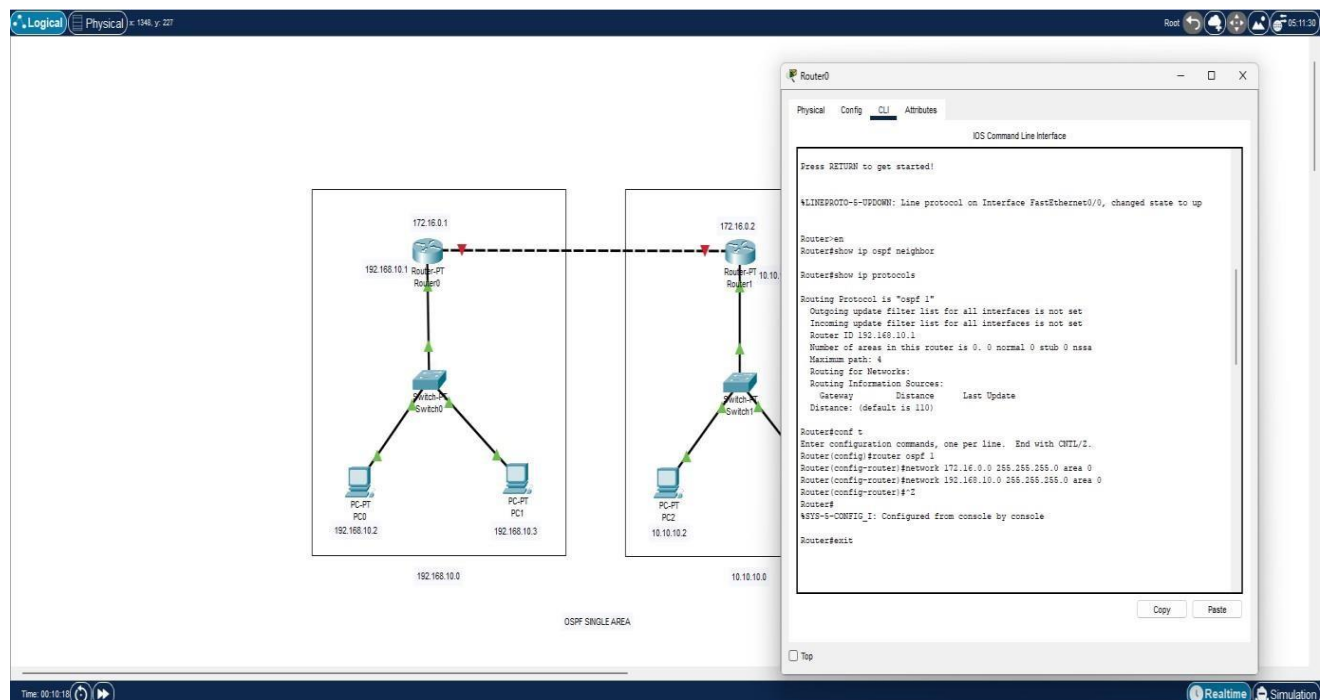 Logical Physical x: 1348, y: 227 Root 05:11:30
172.16.0.1
192.168.10.1
Router-PT
Router0
172.16.0.2
Router-PT
Router1
10.10.
Switch-PT
Switch0
Switch-PT
Switch1
PC-PT
PC0
192.168.10.2
PC-PT
PC1
192.168.10.3
PC-PT
PC2
10.10.10.2
192.168.10.0
10.10.10.0
OSPF SINGLE AREA
Router0
Physical Config CLI Attributes
IOS Command Line Interface
Press RETURN to get started!
%LINEPROTO-5-UPDOWN: Line protocol on Interface FastEthernet0/0, changed state to up
Router>en
Router#show ip ospf neighbor
Router#show ip protocols
Routing Protocol is "ospf 1"
Outgoing update filter list for all interfaces is not set
Incoming update filter list for all interfaces is not set
Router ID 192.168.10.1
Number of areas in this router is 0. 0 normal 0 stub 0 nssa
Maximum path: 4
Routing for Networks:
Routing Information Sources:
Gateway Distance Last Update
Distance: (default is 110)
Router#conf t
Enter configuration commands, one per line. End with CNTL/Z.
Router(config)#router ospf 1
Router(config-router)#network 172.16.0.0 255.255.255.0 area 0
Router(config-router)#network 192.168.10.0 255.255.255.0 area 0
Router(config-router)#^Z
Router#
%SYS-5-CONFIG_I: Configured from console by console
Router#exit
Copy Paste
Top
Time: 00:10:18 Realtime Simulation